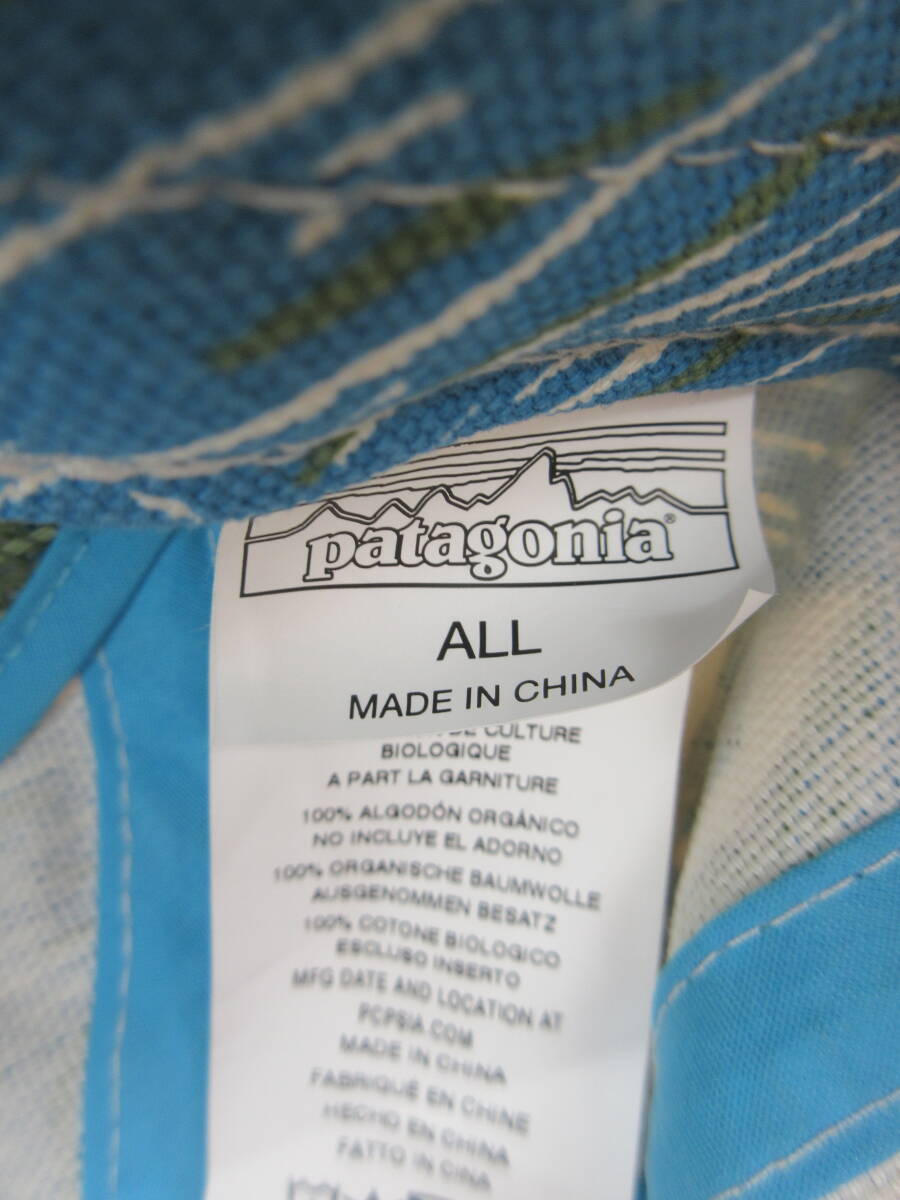 patagonia®
ALL
MADE IN CHINA
DE CULTURE
BIOLOGIQUE
A PART LA GARNITURE
100% ALGODÓN ORGÁNICO
NO INCLUYE EL ADORNO
100% ORGANISCHE BAUMWOLLE
AUSGENOMMEN BESATZ
100% COTONE BIOLOGICO
ESCLUSO INSERTO
MFG DATE AND LOCATION AT
PCPSIA.COM
MADE IN CHINA
FABRIQUÉ EN CHINE
HECHO EN CHINA
FATTO IN CINA